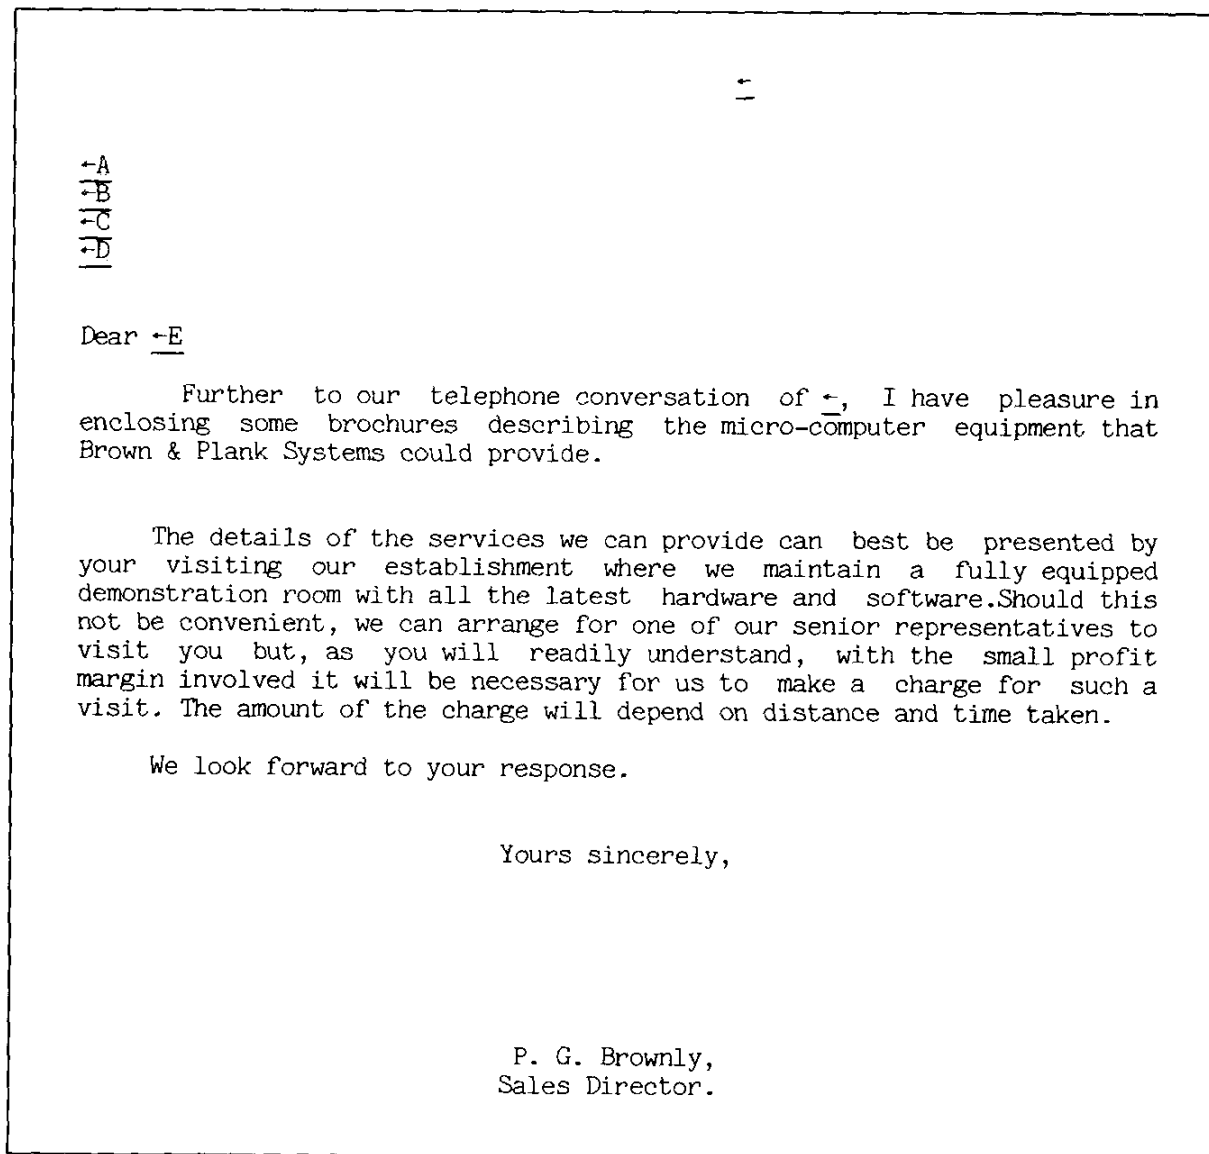 ←
←A
←B
←C
←D
Dear ←E
Further to our telephone conversation of ←, I have pleasure in
enclosing some brochures describing the micro-computer equipment that
Brown & Plank Systems could provide.
The details of the services we can provide can best be presented by
your visiting our establishment where we maintain a fully equipped
demonstration room with all the latest hardware and software.Should this
not be convenient, we can arrange for one of our senior representatives to
visit you but, as you will readily understand, with the small profit
margin involved it will be necessary for us to make a charge for such a
visit. The amount of the charge will depend on distance and time taken.
We look forward to your response.
Yours sincerely,
P. G. Brownly,
Sales Director.